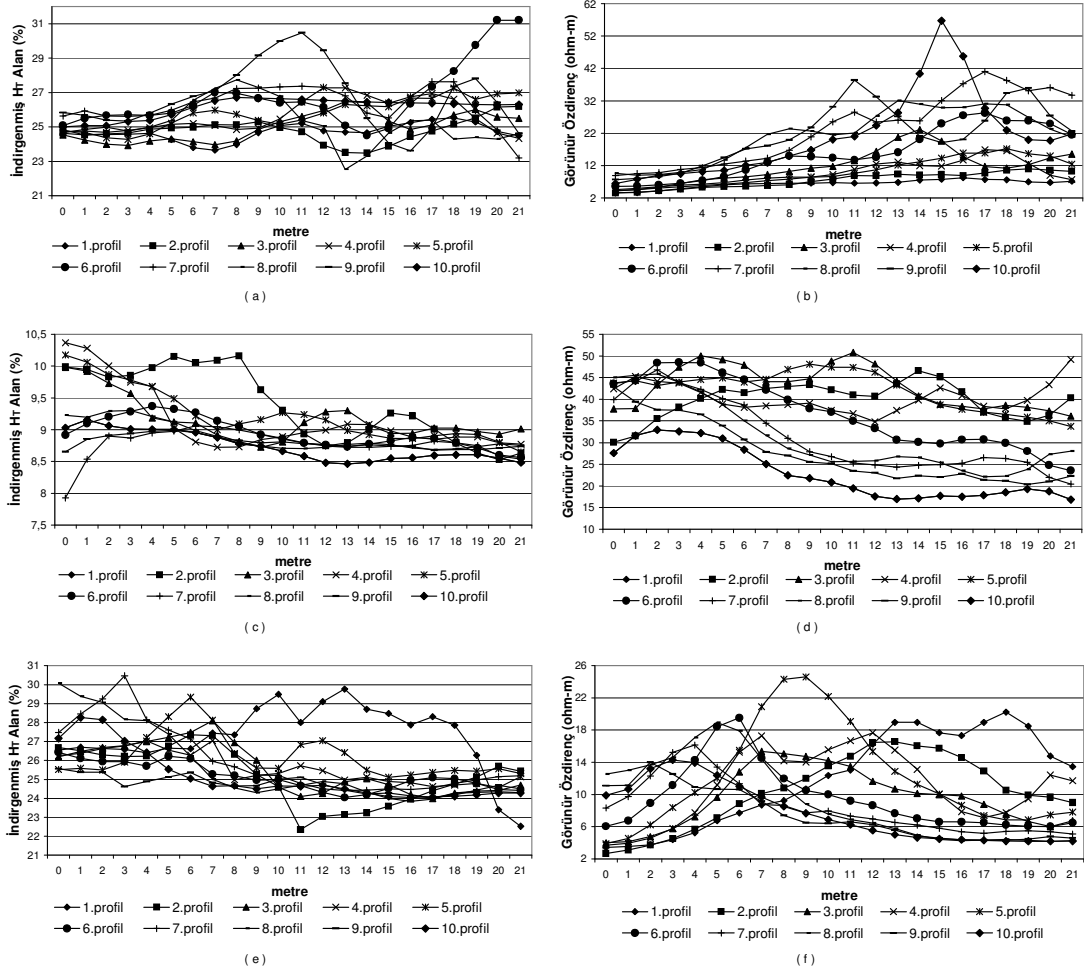 İndirgenmiş HT Alan (%)
31
29
27
25
23
21
0 1 2 3 4 5 6 7 8 9 10 11 12 13 14 15 16 17 18 19 20 21
metre
1.profil 2.profil 3.profil 4.profil 5.profil
6.profil 7.profil 8.profil 9.profil 10.profil
( a )
Görünür Özdirenç (ohm-m)
62
52
42
32
22
12
2
0 1 2 3 4 5 6 7 8 9 10 11 12 13 14 15 16 17 18 19 20 21
metre
1.profil 2.profil 3.profil 4.profil 5.profil
6.profil 7.profil 8.profil 9.profil 10.profil
( b )
İndirgenmiş HT Alan (%)
10,5
10
9,5
9
8,5
8
7,5
0 1 2 3 4 5 6 7 8 9 10 11 12 13 14 15 16 17 18 19 20 21
metre
1.profil 2.profil 3.profil 4.profil 5.profil
6.profil 7.profil 8.profil 9.profil 10.profil
( c )
Görünür Özdirenç (ohm-m)
55
50
45
40
35
30
25
20
15
10
0 1 2 3 4 5 6 7 8 9 10 11 12 13 14 15 16 17 18 19 20 21
metre
1.profil 2.profil 3.profil 4.profil 5.profil
6.profil 7.profil 8.profil 9.profil 10.profil
( d )
İndirgenmiş HT Alan (%)
31
30
29
28
27
26
25
24
23
22
21
0 1 2 3 4 5 6 7 8 9 10 11 12 13 14 15 16 17 18 19 20 21
metre
1.profil 2.profil 3.profil 4.profil 5.profil
6.profil 7.profil 8.profil 9.profil 10.profil
( e )
Görünür Özdirenç (ohm-m)
26
22
18
14
10
6
2
0 1 2 3 4 5 6 7 8 9 10 11 12 13 14 15 16 17 18 19 20 21
metre
1.profil 2.profil 3.profil 4.profil 5.profil
6.profil 7.profil 8.profil 9.profil 10.profil
( f )